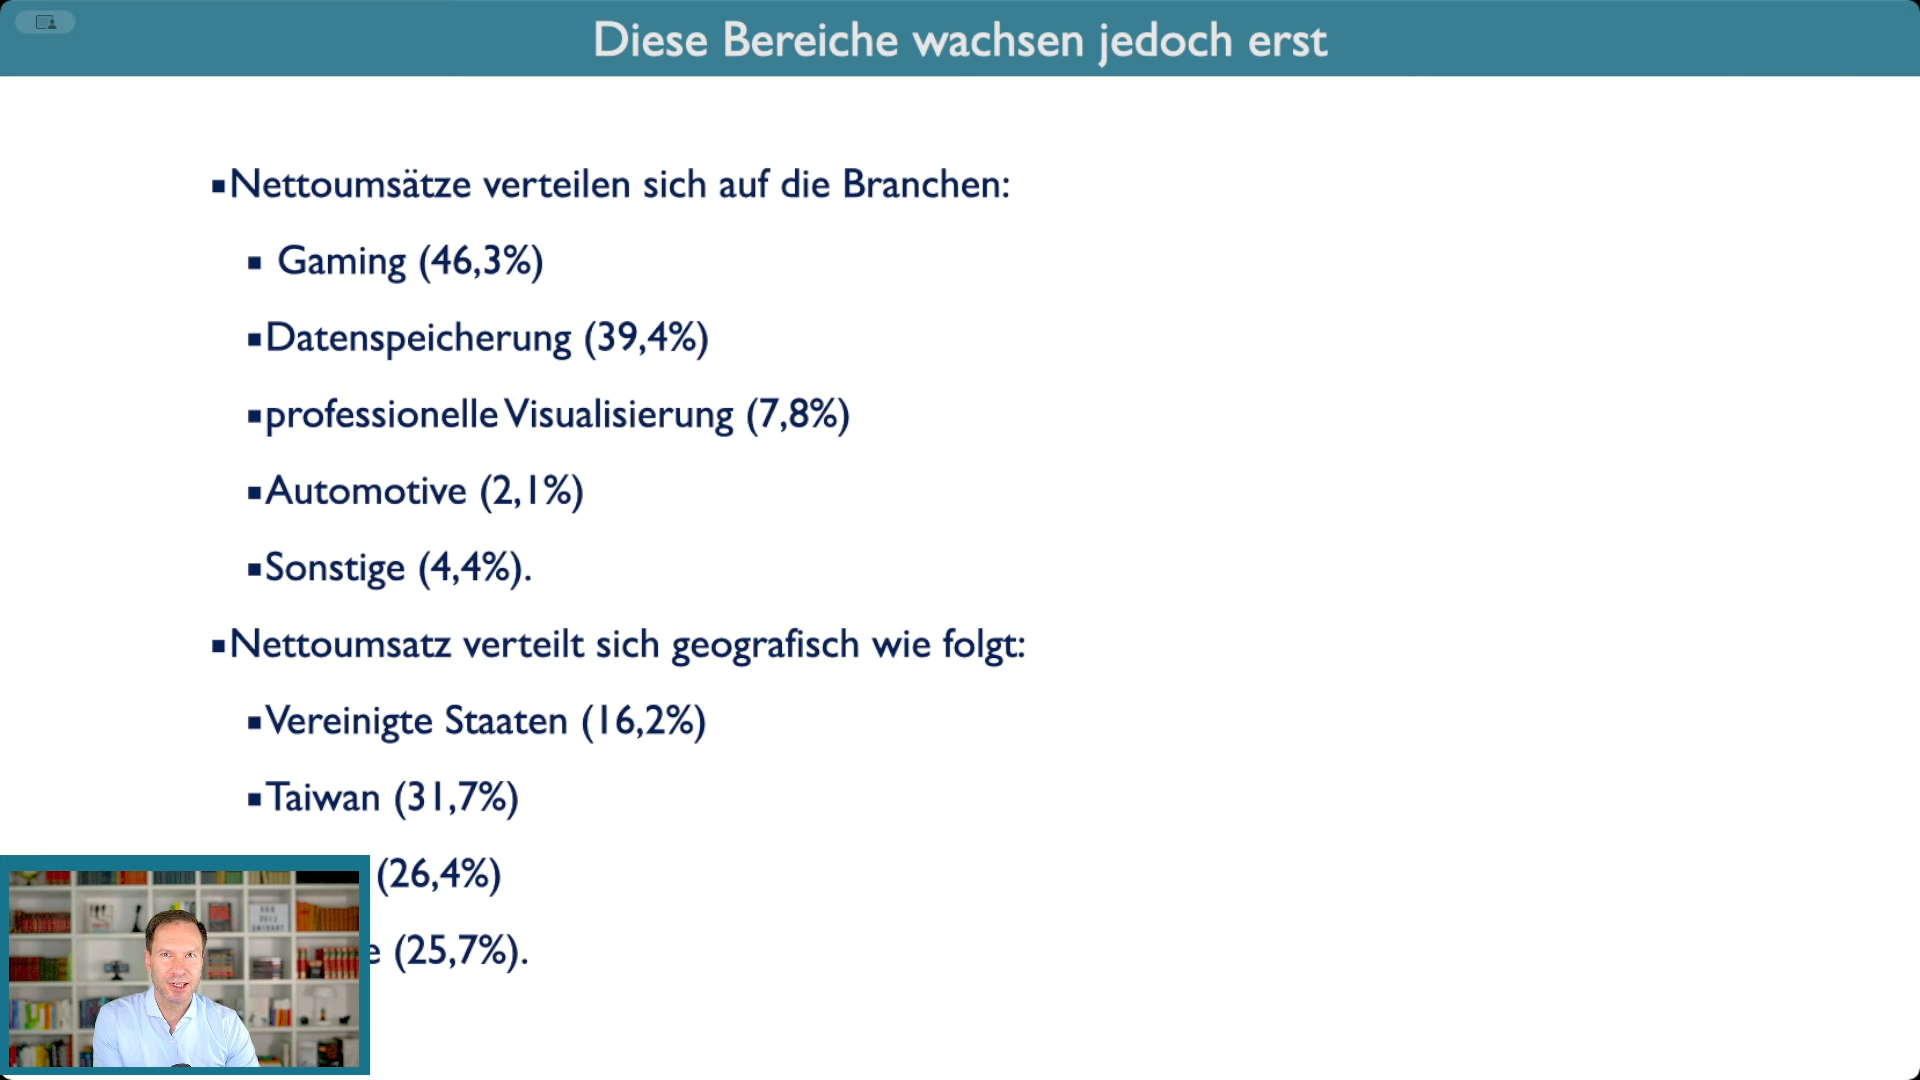 Diese Bereiche wachsen jedoch erst
▪Nettoumsätze verteilen sich auf die Branchen:
▪ Gaming (46,3%)
▪Datenspeicherung (39,4%)
▪professionelle Visualisierung (7,8%)
▪Automotive (2,1%)
▪Sonstige (4,4%).
▪Nettoumsatz verteilt sich geografisch wie folgt:
▪Vereinigte Staaten (16,2%)
▪Taiwan (31,7%)
(26,4%)
e (25,7%).